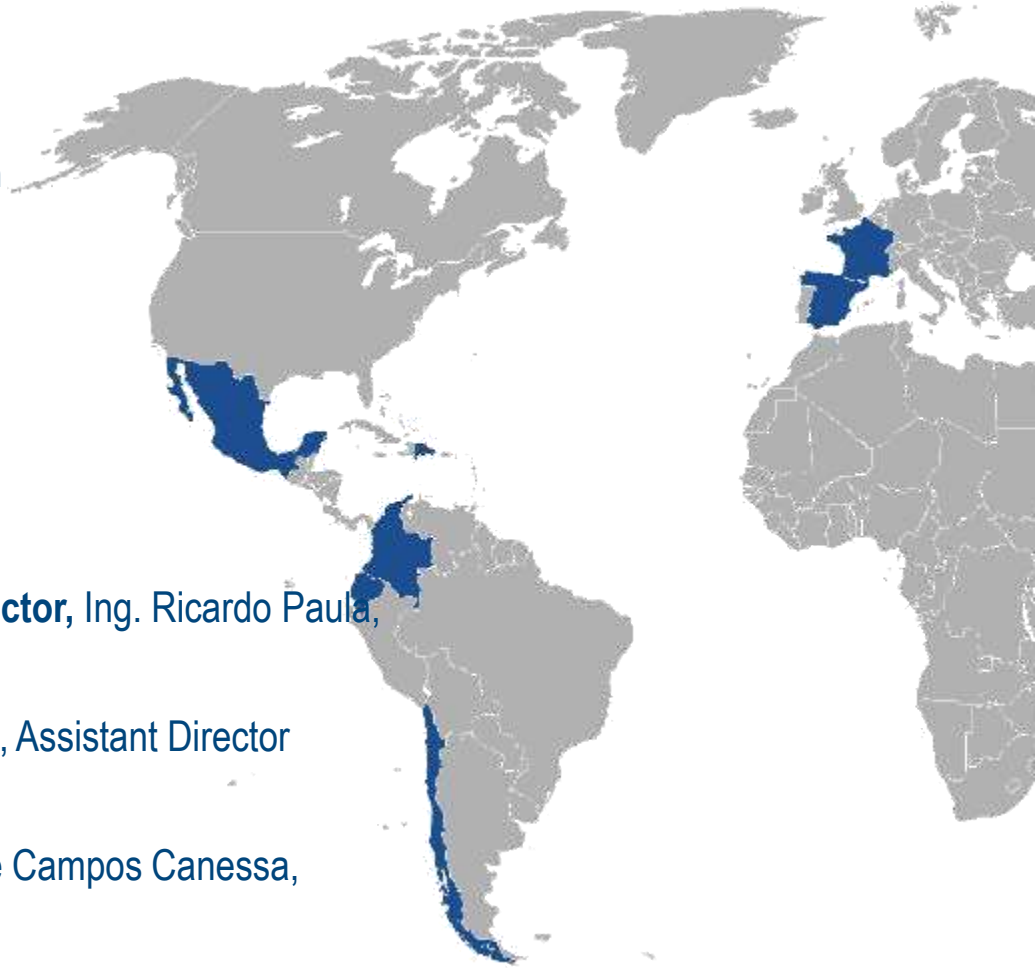 ctor, Ing. Ricardo Paula,
, Assistant Director
Campos Canessa,